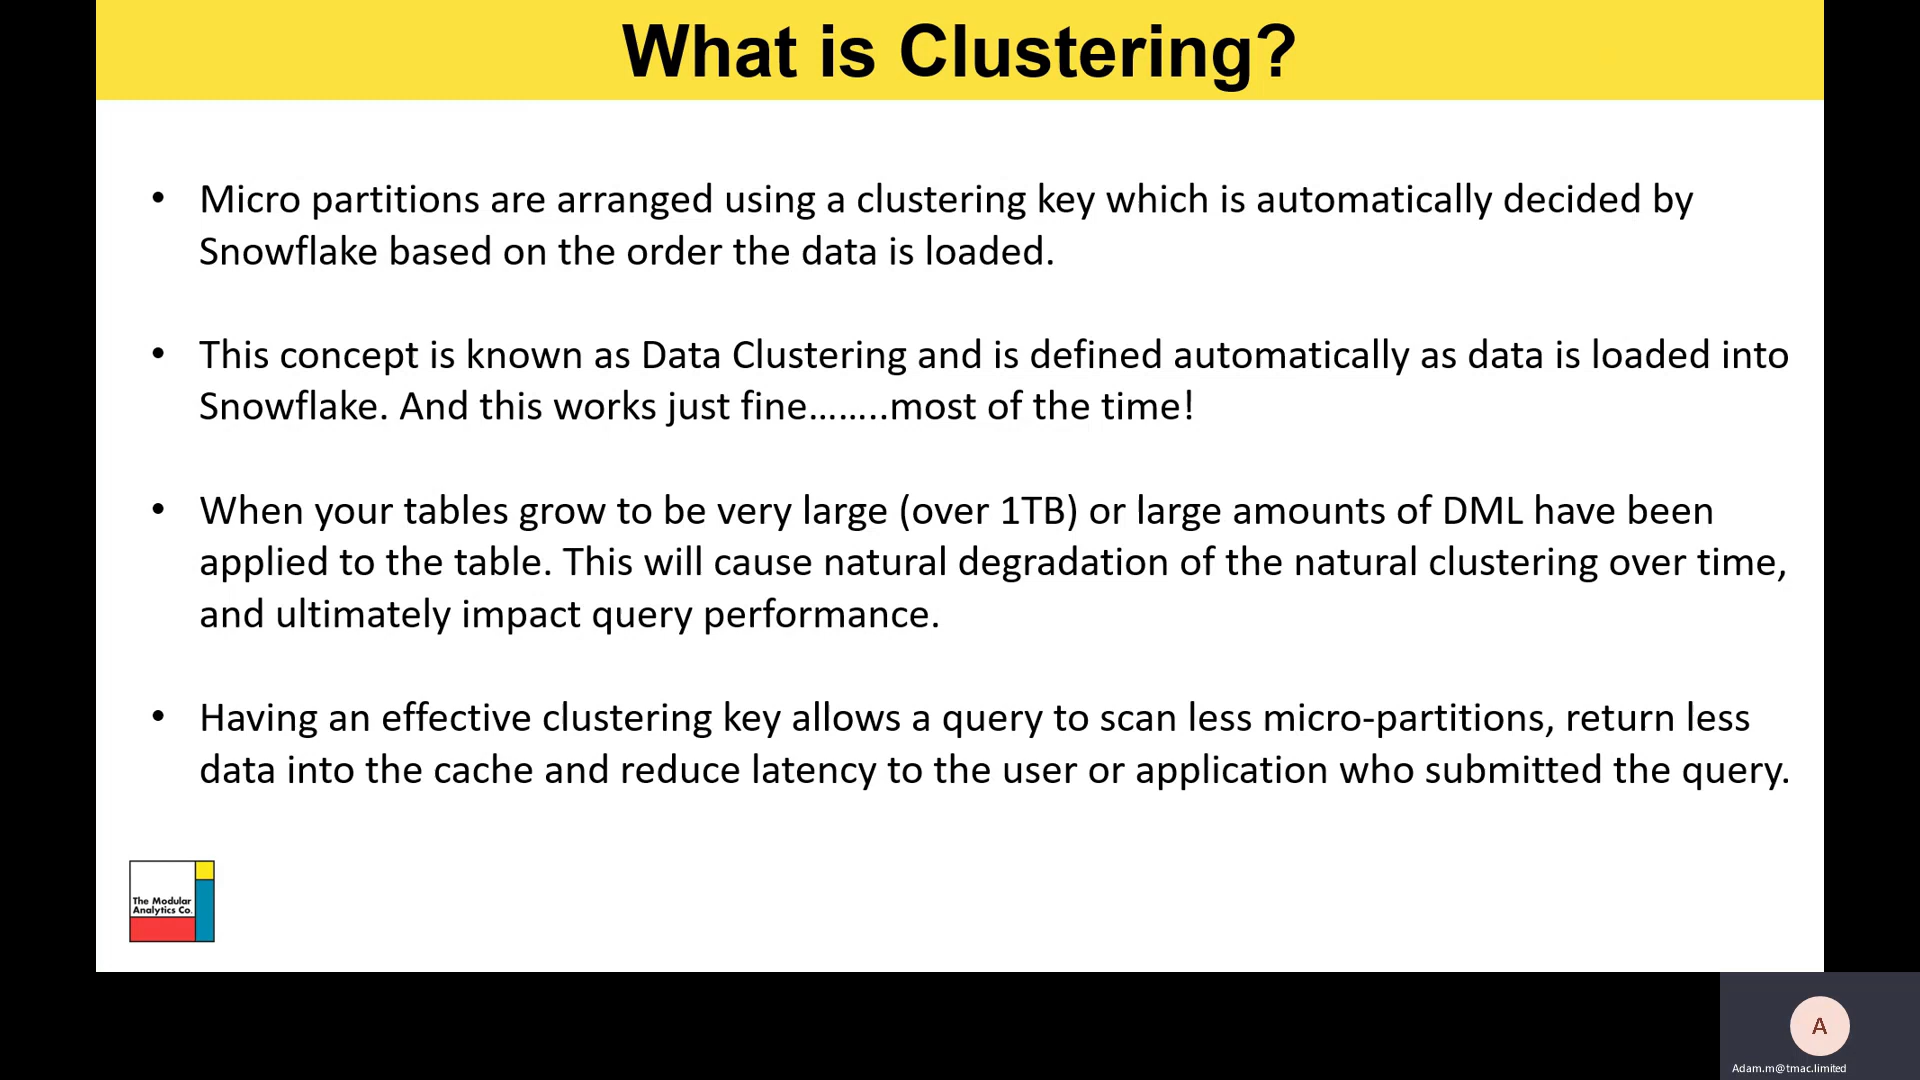 What is Clustering?
• Micro partitions are arranged using a clustering key which is automatically decided by
Snowflake based on the order the data is loaded.
• This concept is known as Data Clustering and is defined automatically as data is loaded into
Snowflake. And this works just fine……..most of the time!
• When your tables grow to be very large (over 1TB) or large amounts of DML have been
applied to the table. This will cause natural degradation of the natural clustering over time,
and ultimately impact query performance.
• Having an effective clustering key allows a query to scan less micro-partitions, return less
data into the cache and reduce latency to the user or application who submitted the query.
The Modular
Analytics Co.
A
Adam.m@tmac.limited